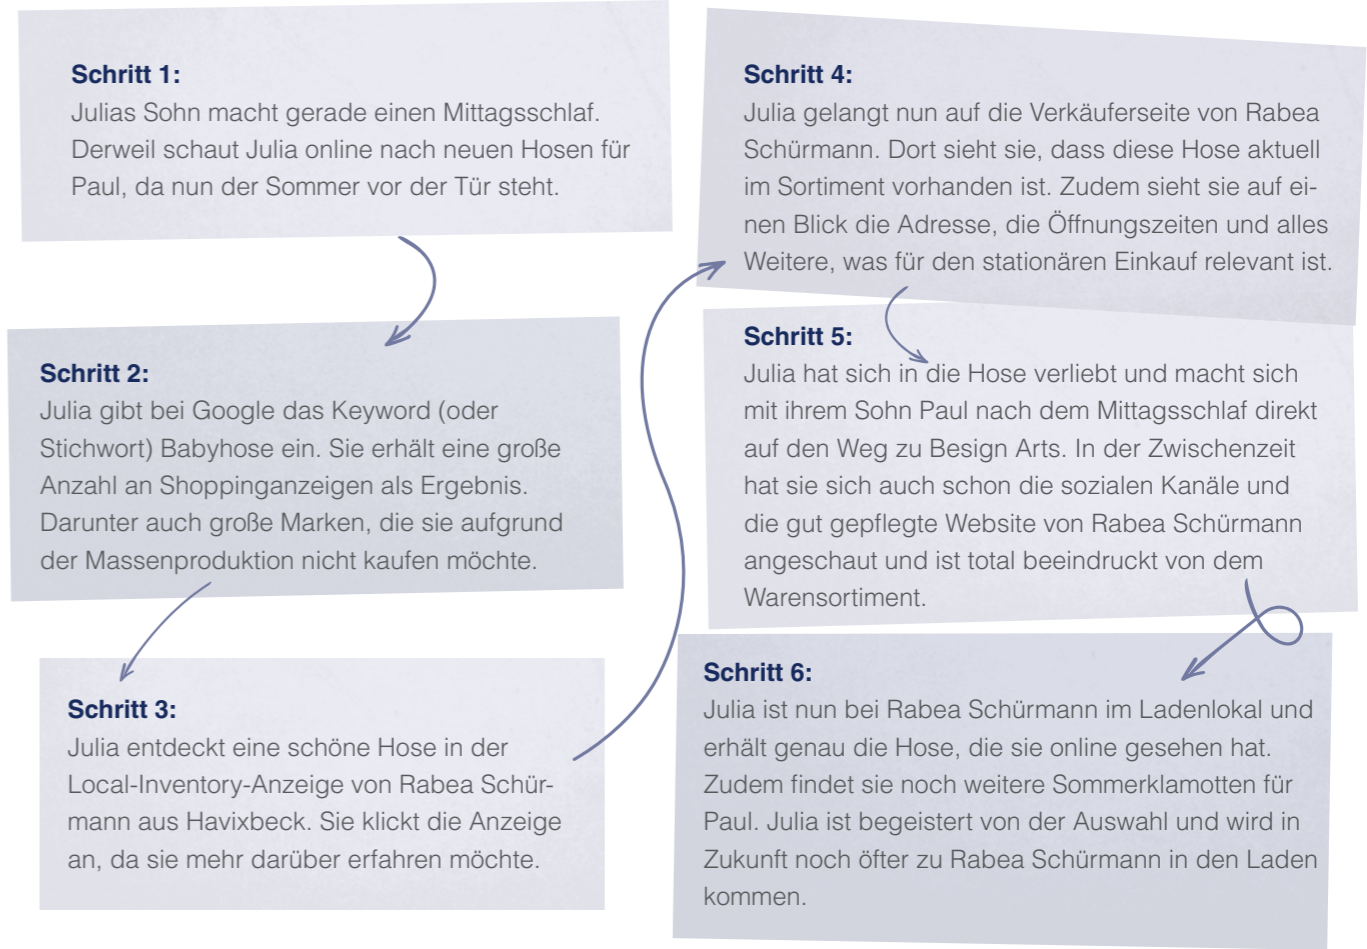 Schritt 1:
Julias Sohn macht gerade einen Mittagsschlaf.
Derweil schaut Julia online nach neuen Hosen für
Paul, da nun der Sommer vor der Tür steht.
Schritt 2:
Julia gibt bei Google das Keyword (oder
Stichwort) Babyhose ein. Sie erhält eine große
Anzahl an Shoppinganzeigen als Ergebnis.
Darunter auch große Marken, die sie aufgrund
der Massenproduktion nicht kaufen möchte.
Schritt 3:
Julia entdeckt eine schöne Hose in der
Local-Inventory-Anzeige von Rabea Schür-
mann aus Havixbeck. Sie klickt die Anzeige
an, da sie mehr darüber erfahren möchte.
Schritt 4:
Julia gelangt nun auf die Verkäuferseite von Rabea
Schürmann. Dort sieht sie, dass diese Hose aktuell
im Sortiment vorhanden ist. Zudem sieht sie auf ei-
nen Blick die Adresse, die Öffnungszeiten und alles
Weitere, was für den stationären Einkauf relevant ist.
Schritt 5:
Julia hat sich in die Hose verliebt und macht sich
mit ihrem Sohn Paul nach dem Mittagsschlaf direkt
auf den Weg zu Besign Arts. In der Zwischenzeit
hat sie sich auch schon die sozialen Kanäle und
die gut gepflegte Website von Rabea Schürmann
angeschaut und ist total beeindruckt von dem
Warensortiment.
Schritt 6:
Julia ist nun bei Rabea Schürmann im Ladenlokal und
erhält genau die Hose, die sie online gesehen hat.
Zudem findet sie noch weitere Sommerklamotten für
Paul. Julia ist begeistert von der Auswahl und wird in
Zukunft noch öfter zu Rabea Schürmann in den Laden
kommen.